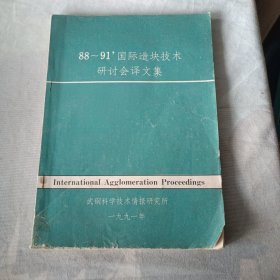 88－91'国际造块技术
研讨会译文集
International Agglomeration Proceedings
武钢科学技术情报研究所
一九九一年